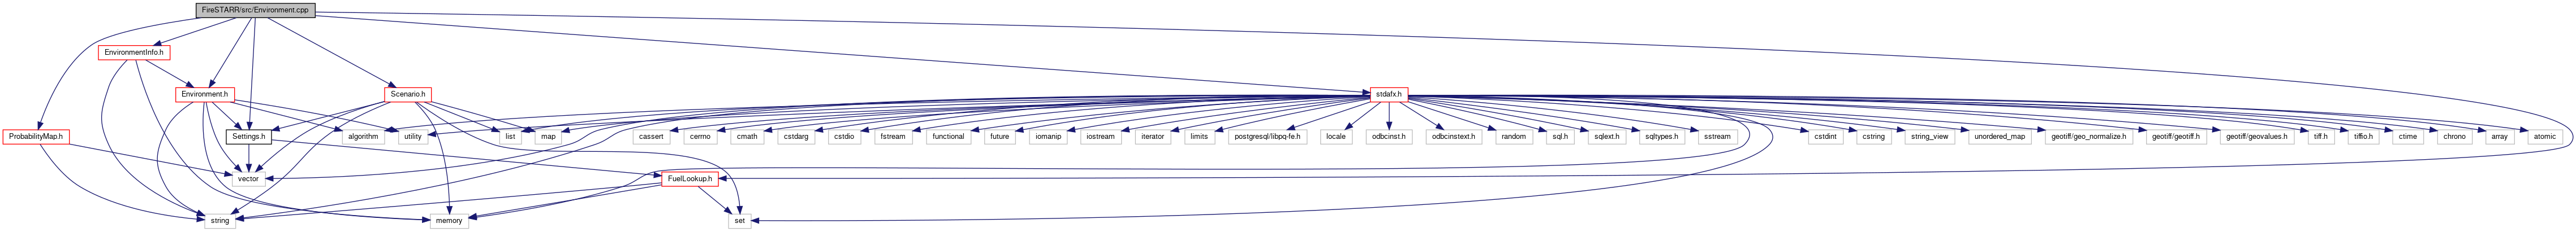 FireSTARR/src/Environment.cpp
EnvironmentInfo.h
Environment.h
Scenario.h
stdafx.h
ProbabilityMap.h
Settings.h
algorithm
utility
list
map
cassert
cerrno
cmath
cstdarg
cstdio
fstream
functional
future
iomanip
iostream
iterator
limits
postgresql/libpq-fe.h
locale
odbcinst.h
odbcinstext.h
random
sql.h
sqlext.h
sqltypes.h
sstream
cstdint
cstring
string_view
unordered_map
geotiff/geo_normalize.h
geotiff/geotiff.h
geotiff/geovalues.h
tiff.h
tiffio.h
ctime
chrono
array
atomic
vector
FuelLookup.h
string
memory
set